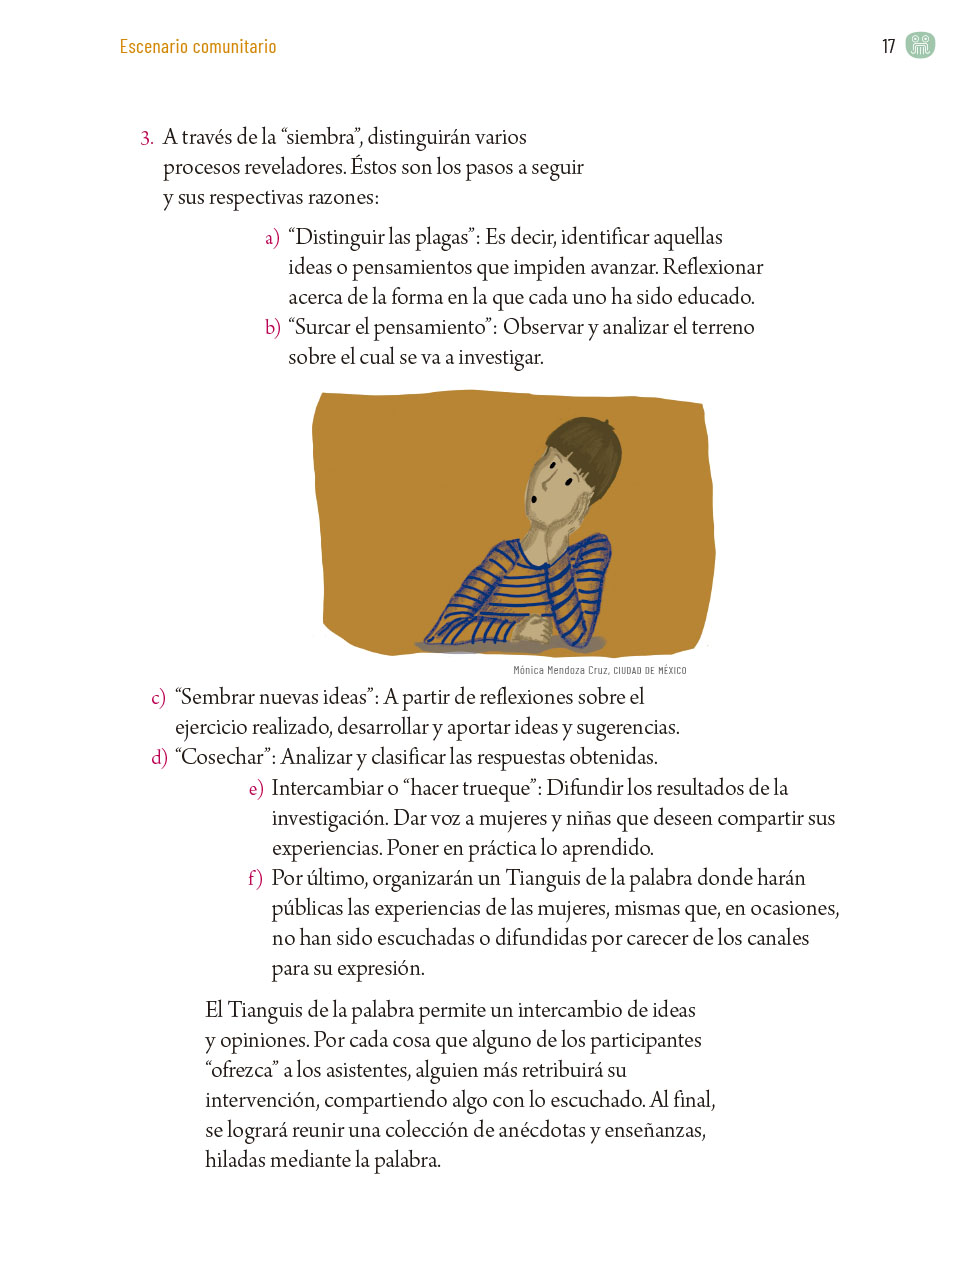 Escenario comunitario
17
3. A través de la “siembra”, distinguirán varios
procesos reveladores. Éstos son los pasos a seguir
y sus respectivas razones:
a) “Distinguir las plagas”: Es decir, identificar aquellas
ideas o pensamientos que impiden avanzar. Reflexionar
acerca de la forma en la que cada uno ha sido educado.
b) “Surcar el pensamiento”: Observar y analizar el terreno
sobre el cual se va a investigar.
Mónica Mendoza Cruz, CIUDAD DE MÉXICO
c) “Sembrar nuevas ideas”: A partir de reflexiones sobre el
ejercicio realizado, desarrollar y aportar ideas y sugerencias.
d) “Cosechar”: Analizar y clasificar las respuestas obtenidas.
e) Intercambiar o “hacer trueque”: Difundir los resultados de la
investigación. Dar voz a mujeres y niñas que deseen compartir sus
experiencias. Poner en práctica lo aprendido.
f) Por último, organizarán un Tianguis de la palabra donde harán
públicas las experiencias de las mujeres, mismas que, en ocasiones,
no han sido escuchadas o difundidas por carecer de los canales
para su expresión.
El Tianguis de la palabra permite un intercambio de ideas
y opiniones. Por cada cosa que alguno de los participantes
“ofrezca” a los asistentes, alguien más retribuirá su
intervención, compartiendo algo con lo escuchado. Al final,
se logrará reunir una colección de anécdotas y enseñanzas,
hiladas mediante la palabra.